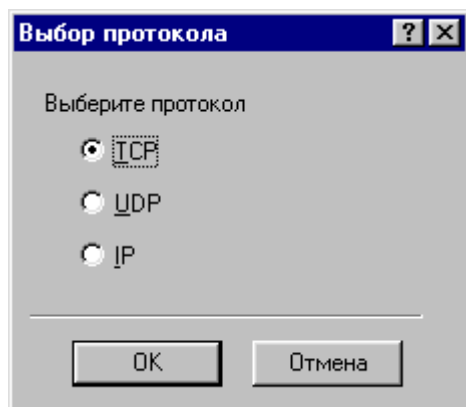 Выбор протокола
Выберите протокол
TCP
UDP
IP
OK
Отмена